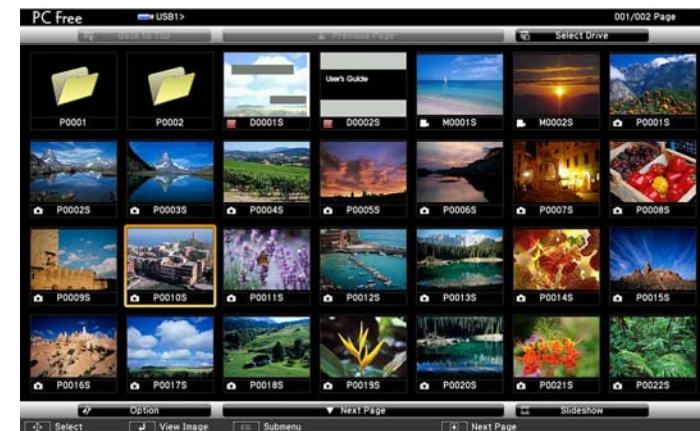 PC Free USB1> 001/002 Page
Back to Top Previous Page Select Drive
User's Guide
P0001 P0002 D0001S D0002S M0001S M0002S P0001S
P0002S P0003S P0004S P0005S P0006S P0007S P0008S
P0009S P0010S P0011S P0012S P0013S P0014S P0015S
P0016S P0017S P0018S P0019S P0020S P0021S P0022S
Option Next Page Slideshow
Select View Image Esc Submenu Next Page